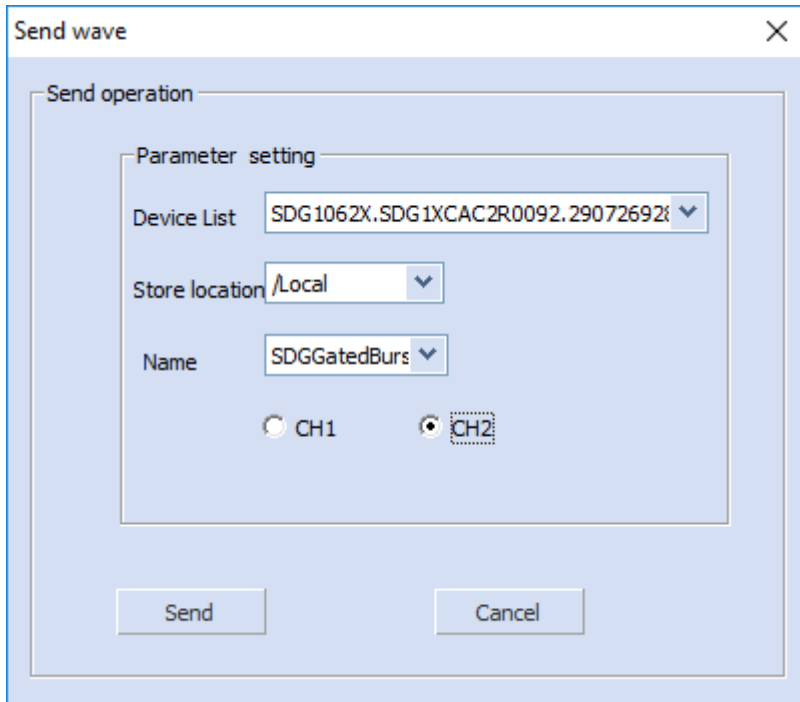 Send wave
Send operation
Parameter setting
Device List SDG1062X.SDG1XCAC2R0092.290726928
Store location /Local
Name SDGGatedBurs
CH1 CH2
Send Cancel